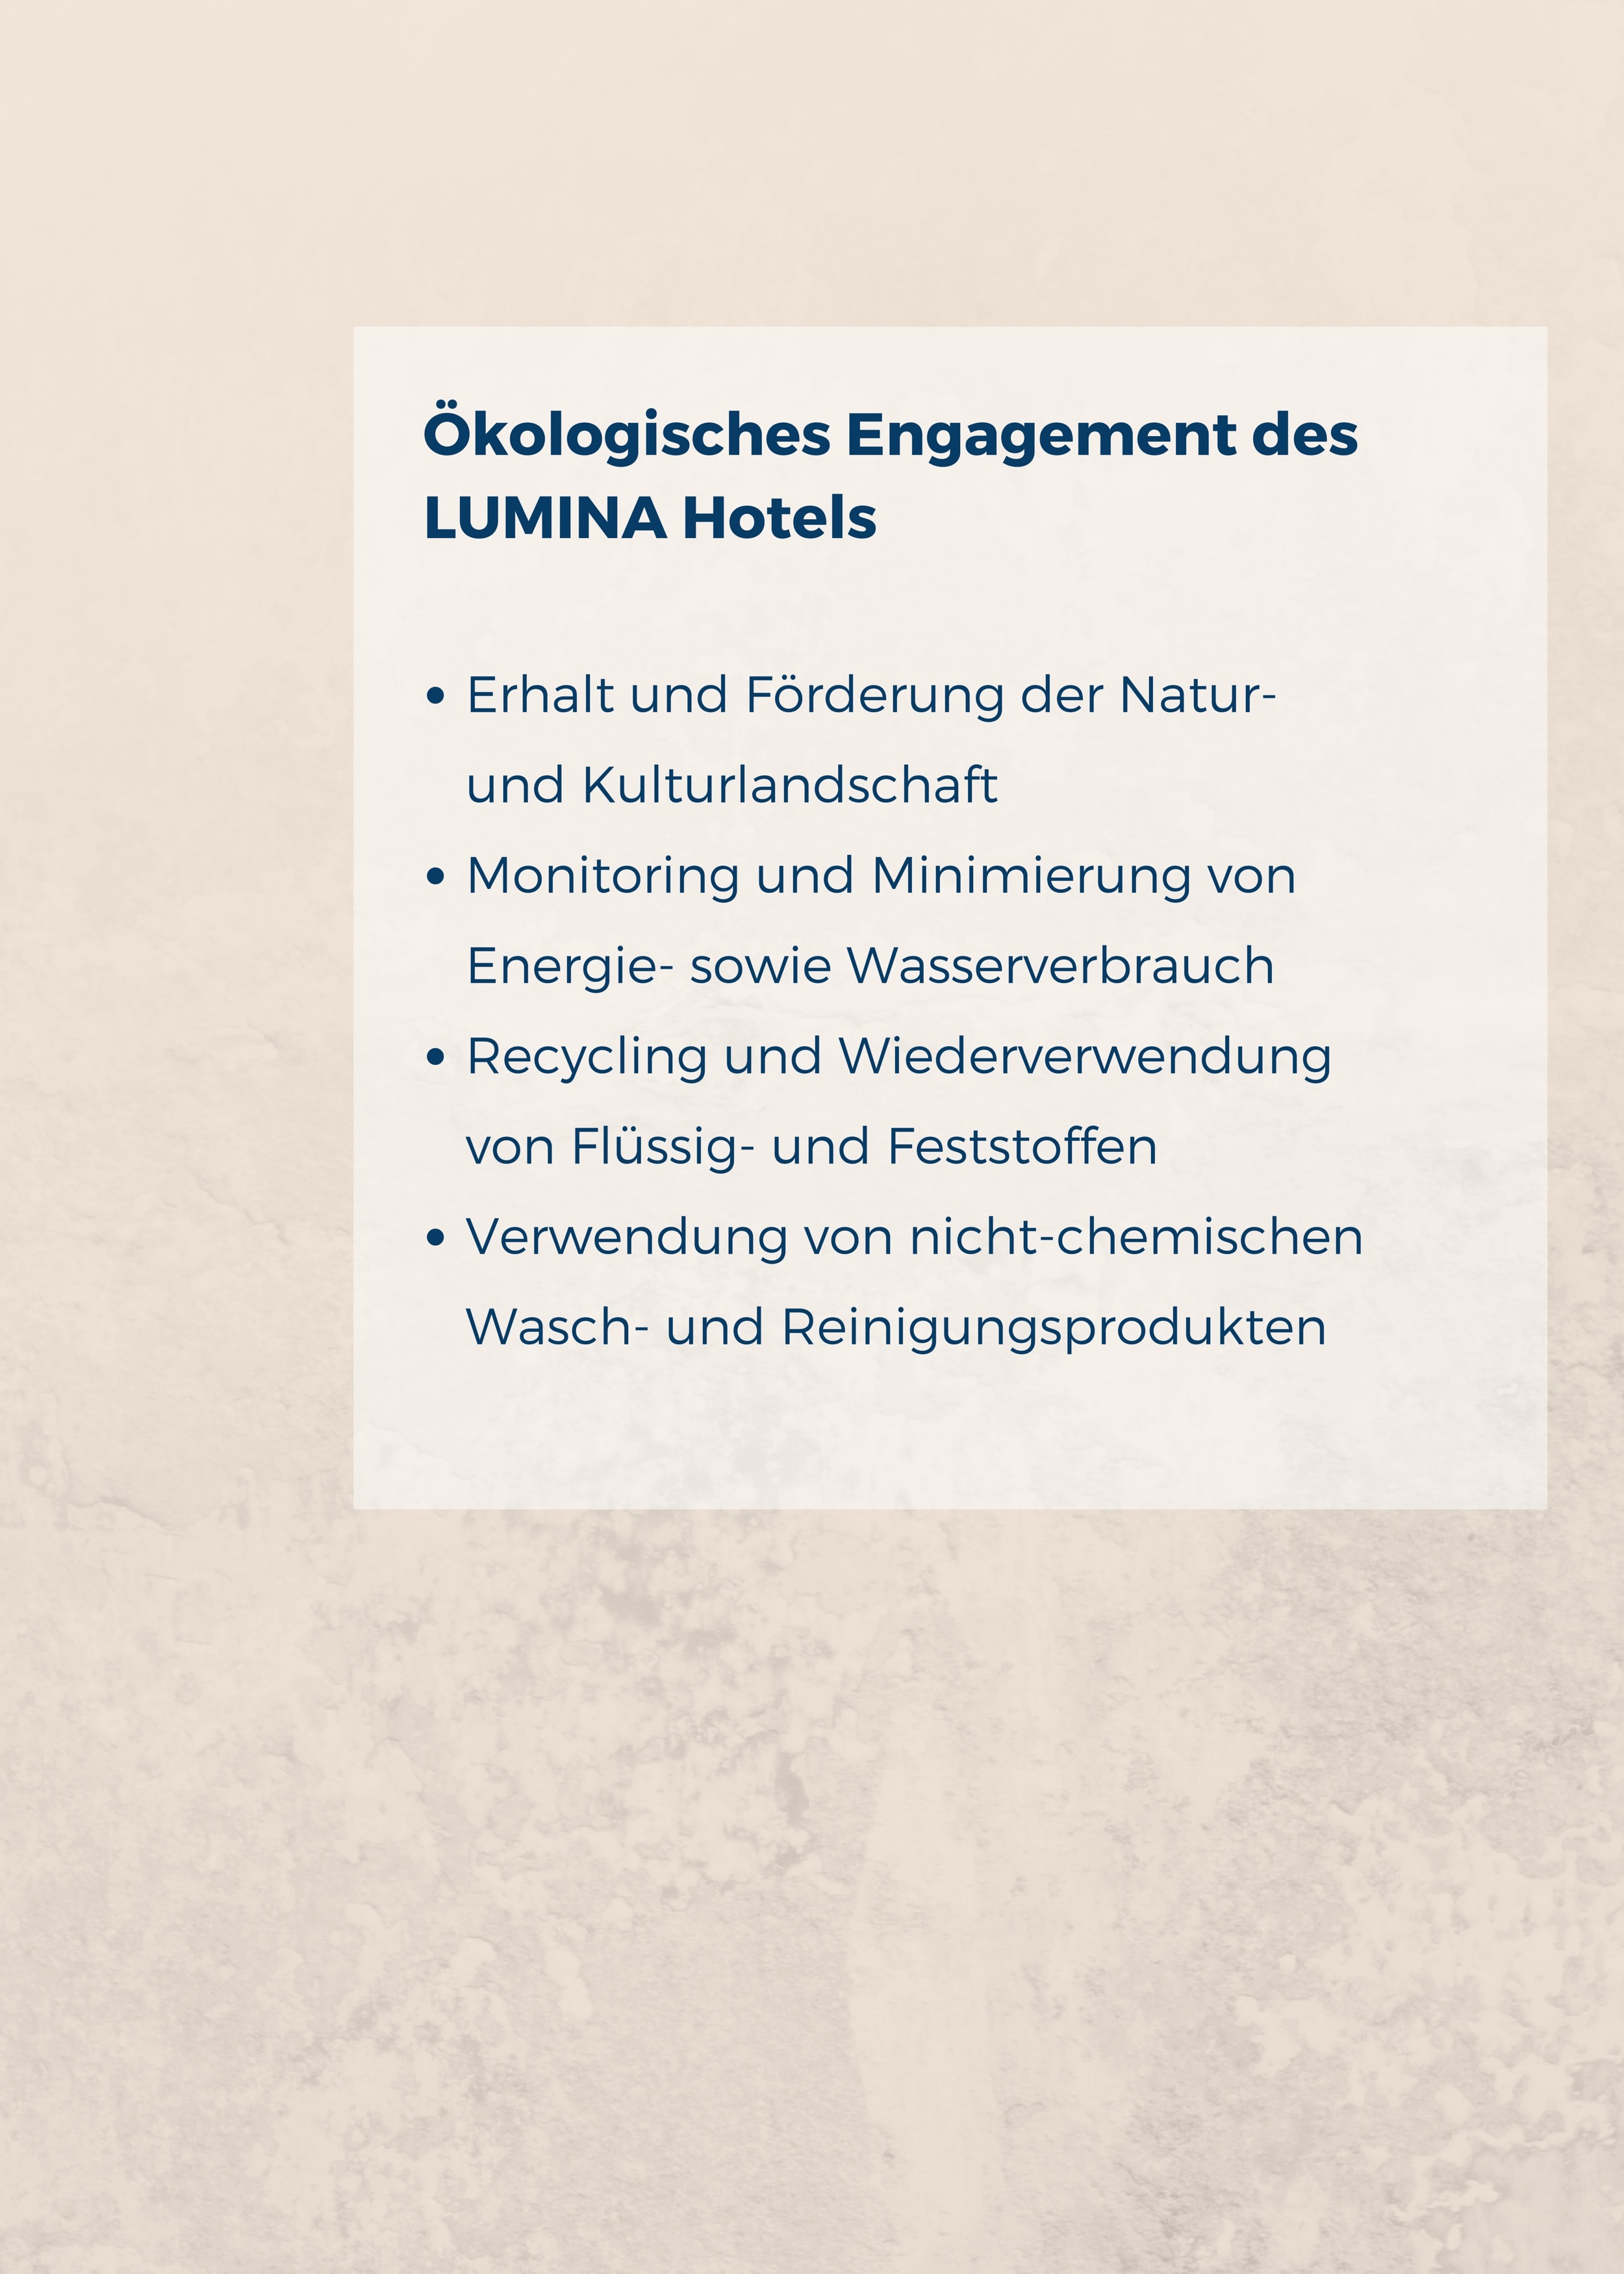 Ökologisches Engagement des
LUMINA Hotels
• Erhalt und Förderung der Natur-
und Kulturlandschaft
• Monitoring und Minimierung von
Energie- sowie Wasserverbrauch
• Recycling und Wiederverwendung
von Flüssig- und Feststoffen
• Verwendung von nicht-chemischen
Wasch- und Reinigungsprodukten